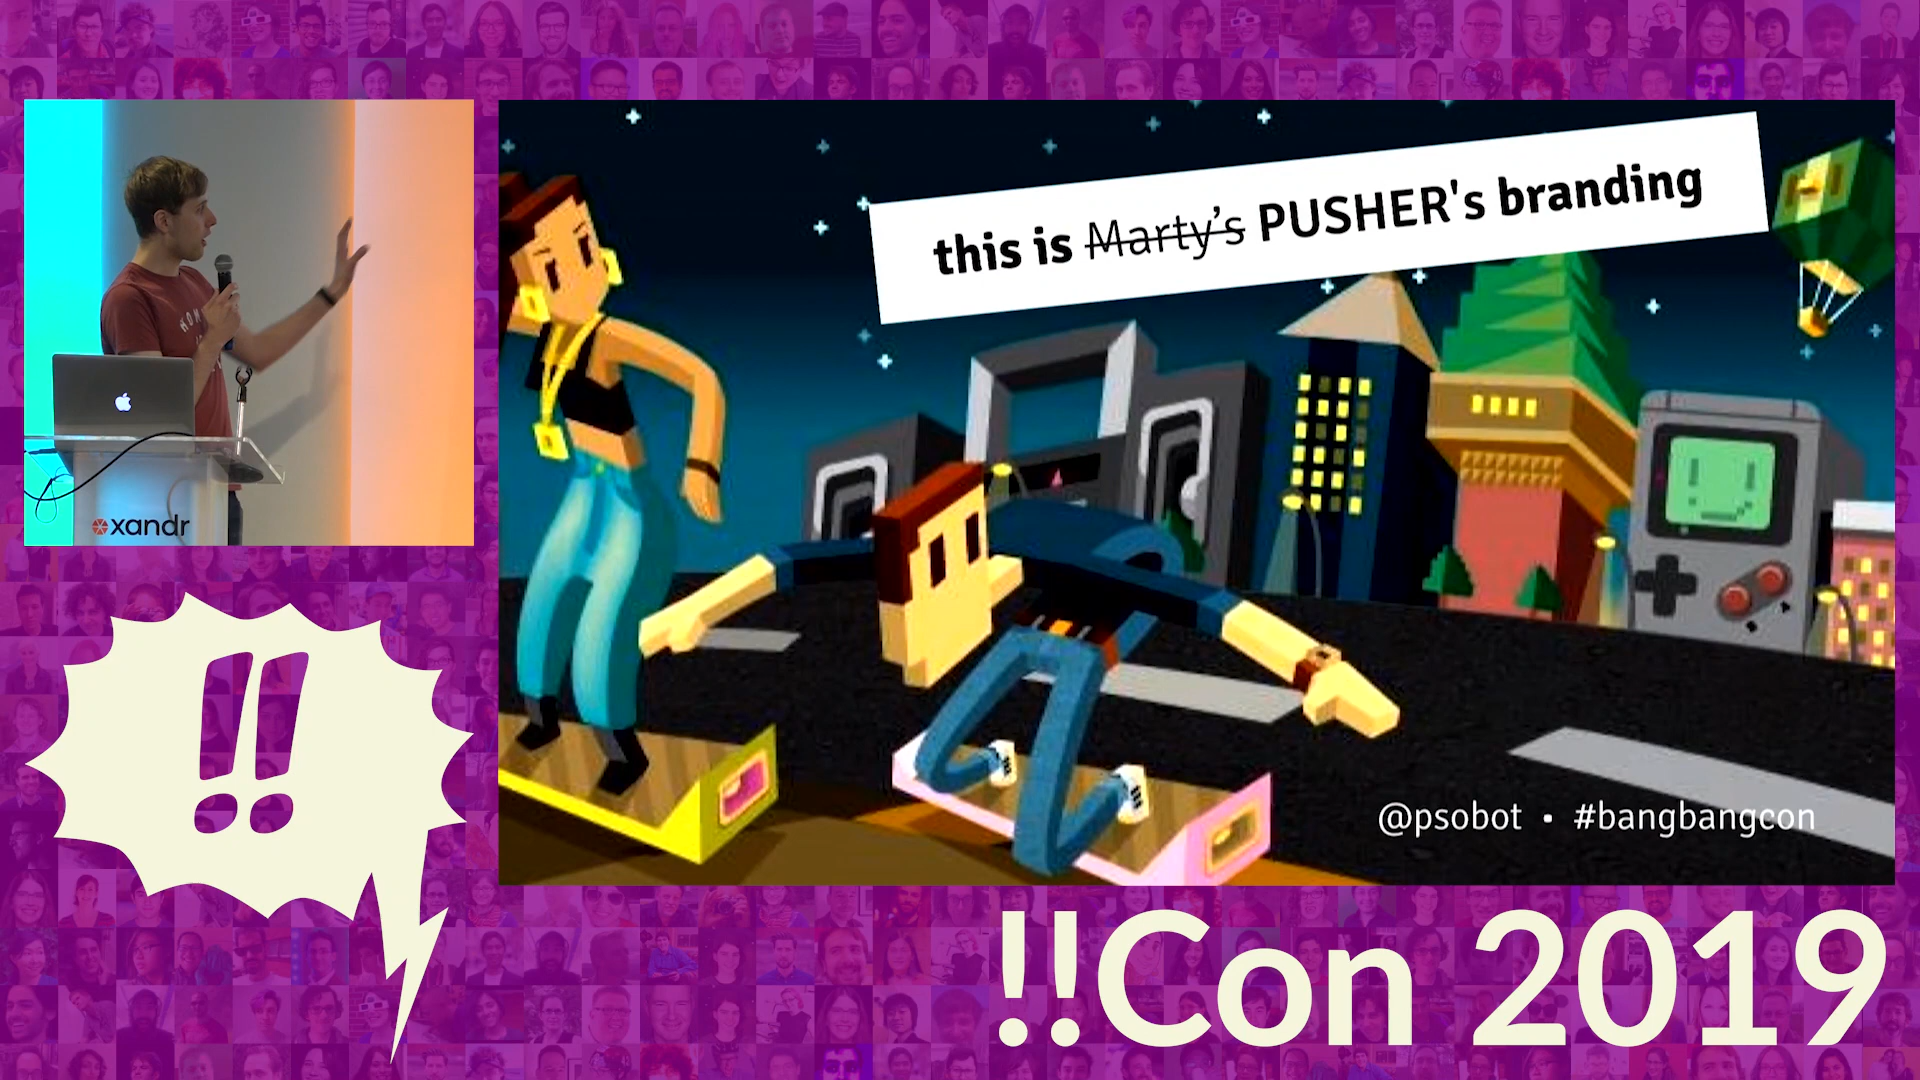 this is Marty's PUSHER's branding
@psobot • #bangbangcon
xandr
!!
!!Con 2019